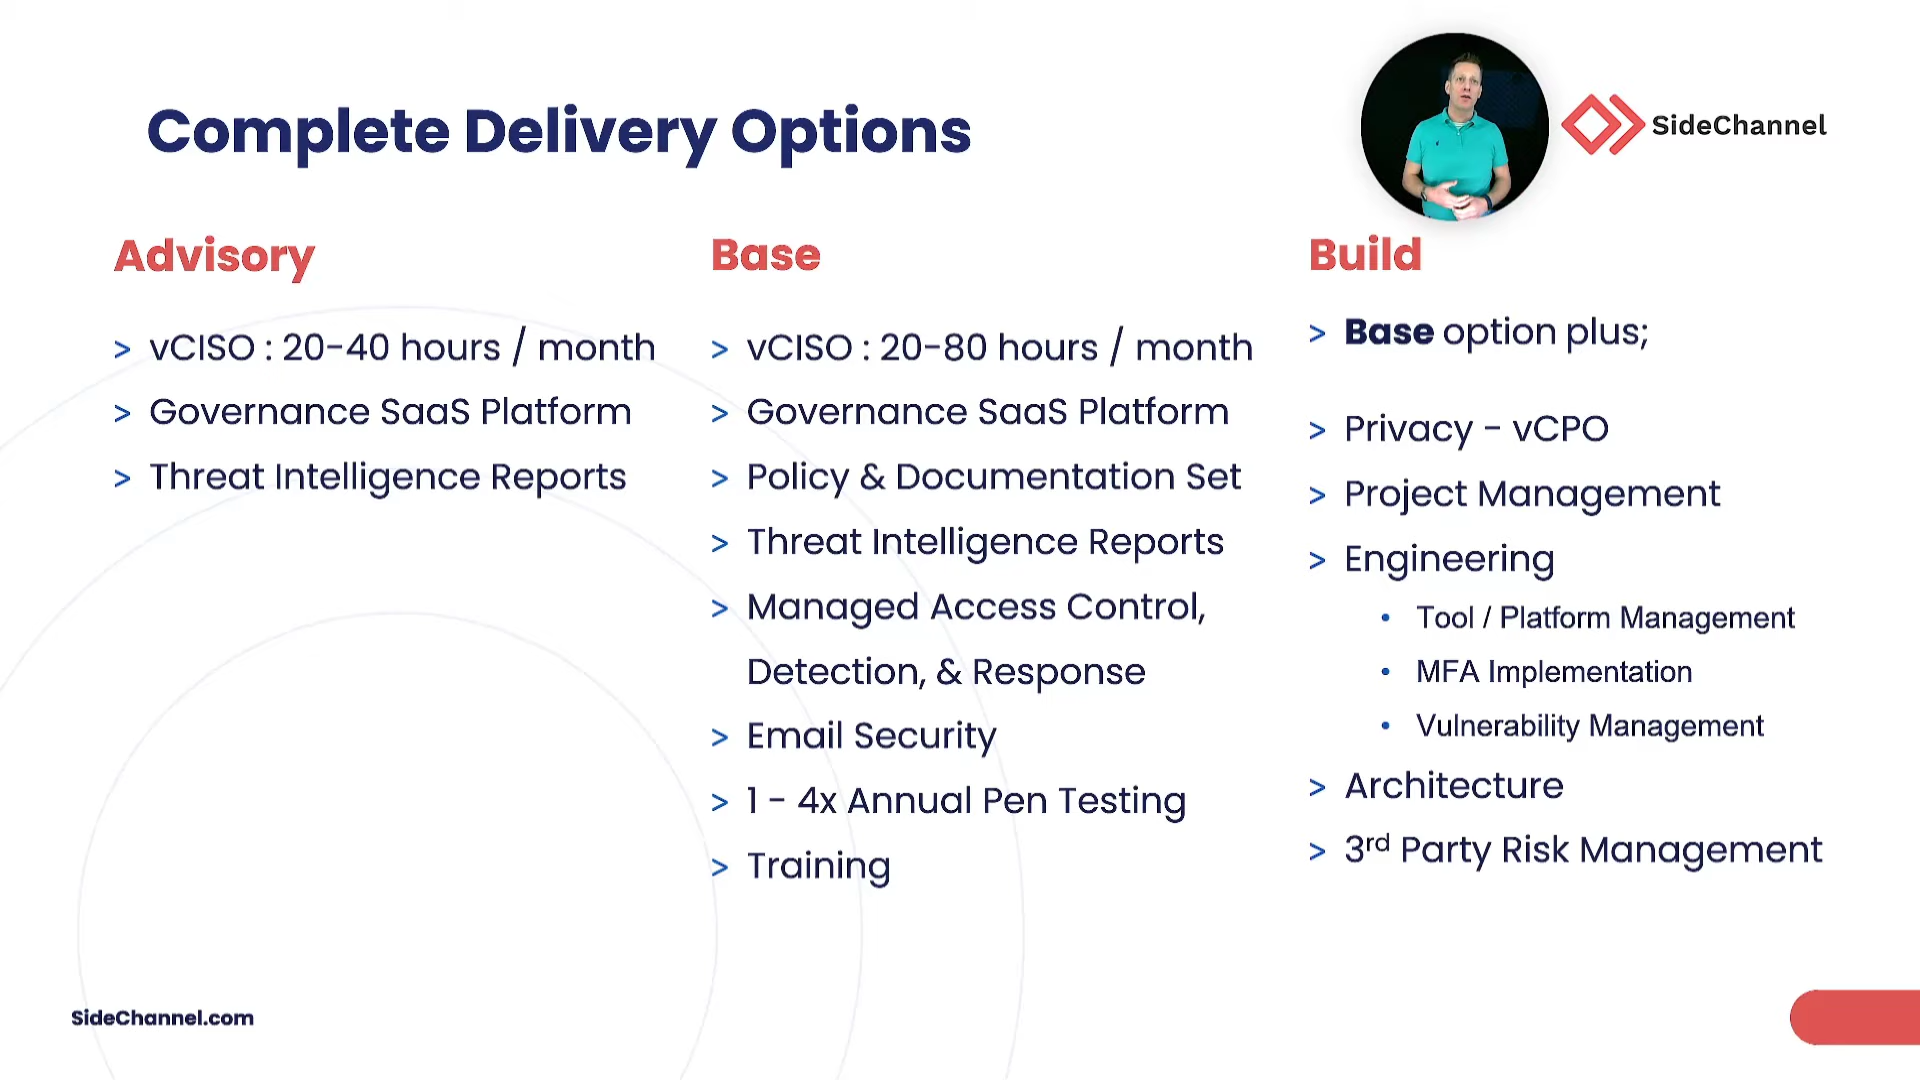 Complete Delivery Options
SideChannel
Advisory
> vCISO : 20-40 hours / month
> Governance SaaS Platform
> Threat Intelligence Reports
Base
> vCISO : 20-80 hours / month
> Governance SaaS Platform
> Policy & Documentation Set
> Threat Intelligence Reports
> Managed Access Control,
Detection, & Response
> Email Security
> 1 - 4x Annual Pen Testing
> Training
Build
> Base option plus;
> Privacy - vCPO
> Project Management
> Engineering
• Tool / Platform Management
• MFA Implementation
• Vulnerability Management
> Architecture
> 3rd Party Risk Management
SideChannel.com